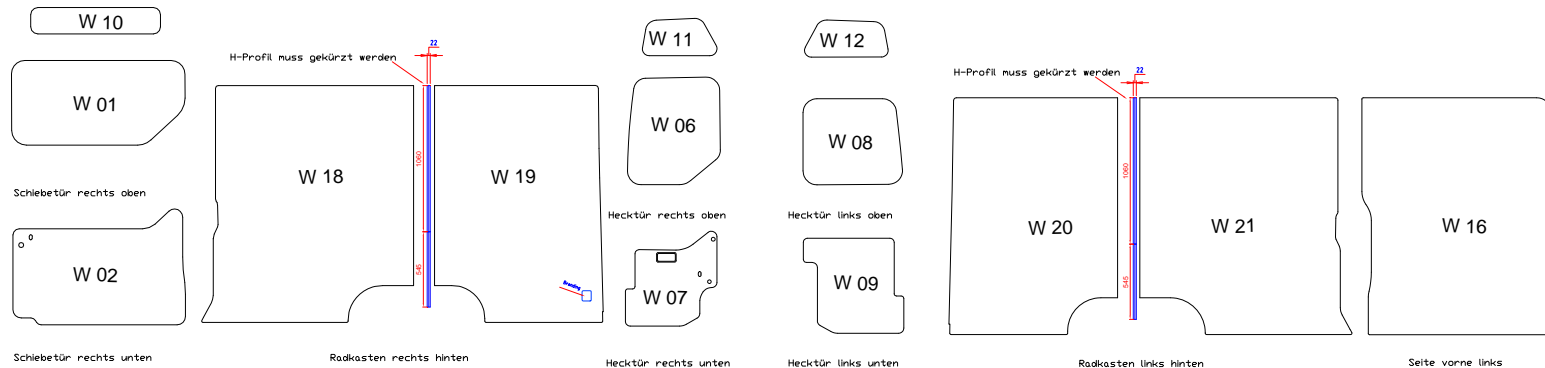 W 10
W 01
Schiebetür rechts oben
W 02
Schiebetür rechts unten
22
H-Profil muss gekürzt werden
W 18
1060
545
W 19
Branding
Radkasten rechts hinten
W 11
W 06
Hecktür rechts oben
W 07
Hecktür rechts unten
W 12
W 08
Hecktür links oben
W 09
Hecktür links unten
22
H-Profil muss gekürzt werden
W 20
1060
545
W 21
Radkasten links hinten
W 16
Seite vorne links